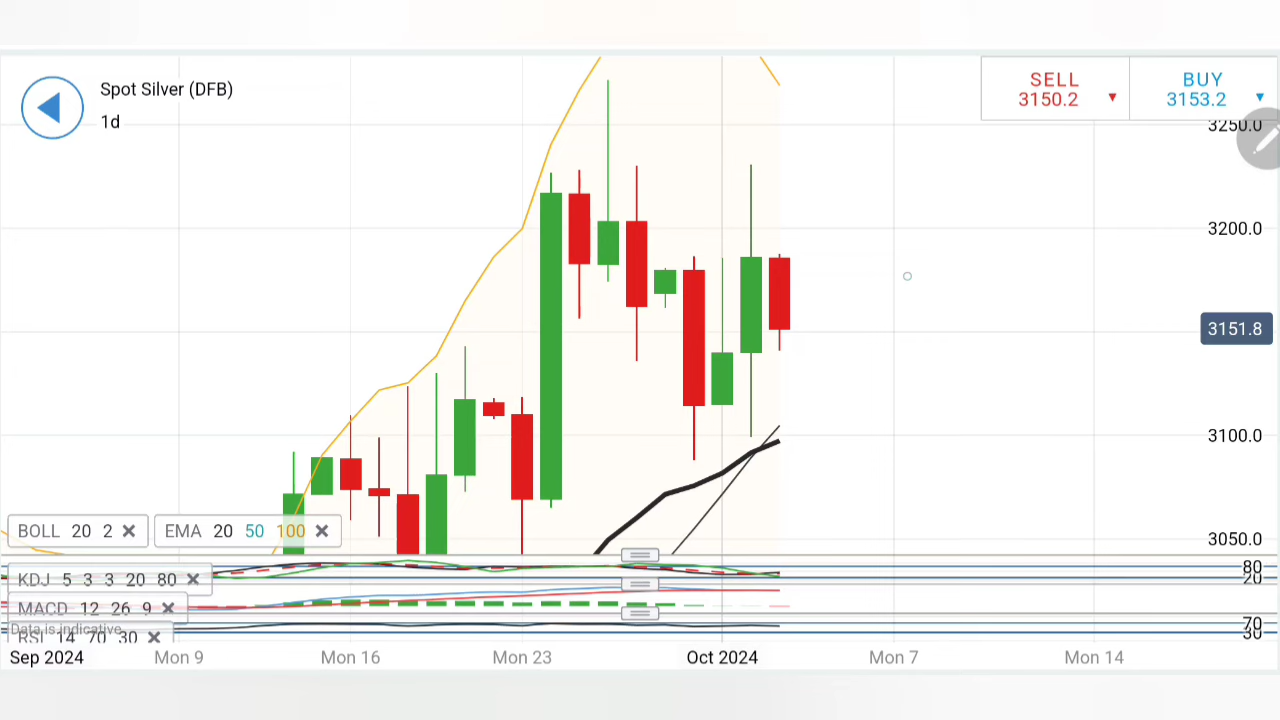 Spot Silver (DFB)
1d
SELL
3150.2
BUY
3153.2
3250.0
3200.0
3151.8
3100.0
3050.0
BOLL 20 2
EMA 20 50 100
KDJ 5 3 3 20 80
80
20
MACD 12 26 9
Data is indicative
RSI 14 70 30
70
30
Sep 2024 Mon 9 Mon 16 Mon 23 Oct 2024 Mon 7 Mon 14